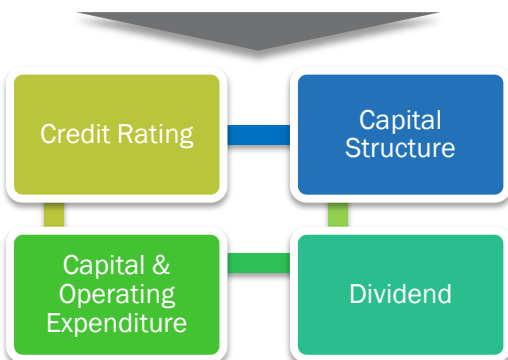 Credit Rating
Capital
Structure
Capital &
Operating
Expenditure
Dividend